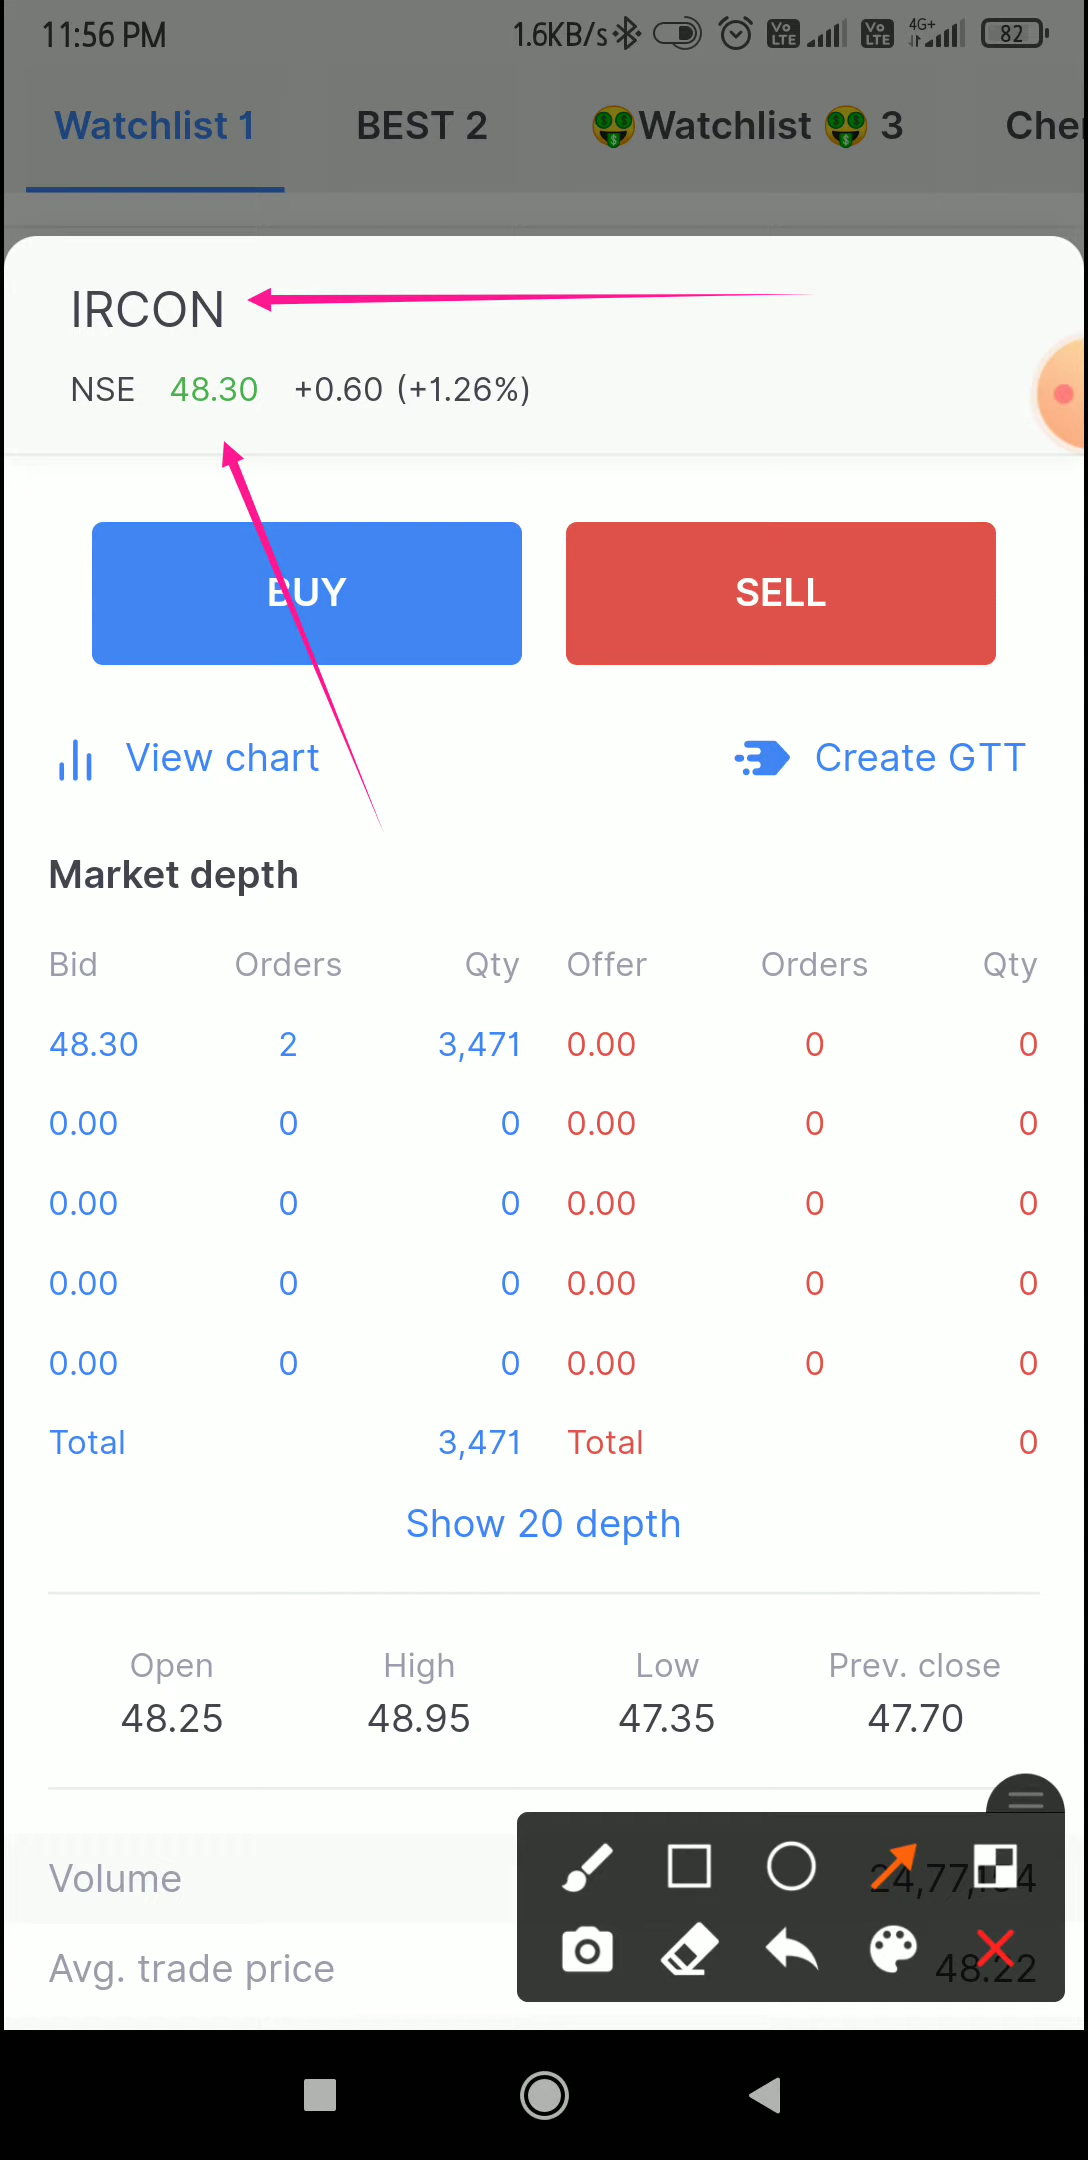 11:56 PM 1.6KB/s Vo LTE Vo LTE 4G+ 82
Watchlist 1 BEST 2 🤑Watchlist 🤑 3
IRCON
NSE 48.30 +0.60 (+1.26%)
BUY SELL
View chart Create GTT
Market depth
Bid Orders Qty Offer Orders Qty
48.30 2 3,471 0.00 0 0
0.00 0 0 0.00 0 0
0.00 0 0 0.00 0 0
0.00 0 0 0.00 0 0
0.00 0 0 0.00 0 0
Total 3,471 Total 0
Show 20 depth
Open High Low Prev. close
48.25 48.95 47.35 47.70
Volume
Avg. trade price 48.22